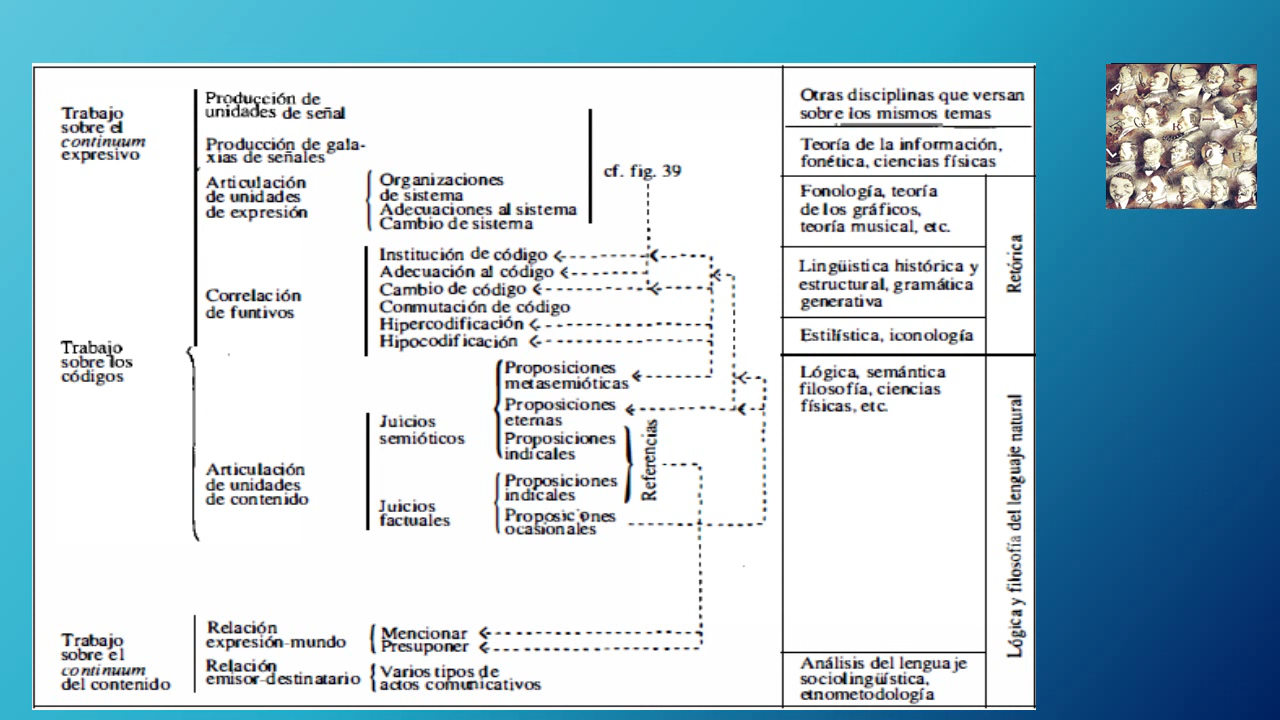 Trabajo
sobre el
continuum
expresivo
Producción de
unidades de señal
Producción de gala-
xias de señales
Articulación
de unidades
de expresión
Organizaciones
de sistema
Adecuaciones al sistema
Cambio de sistema
cf. fig. 39
Trabajo
sobre los
códigos
Correlación
de funtivos
Institución de código
Adecuación al código
Cambio de código
Conmutación de código
Hipercodificación
Hipocodificación
Articulación
de unidades
de contenido
Juicios
semióticos
Proposiciones
metasemióticas
Proposiciones
eternas
Proposiciones
indicales
Juicios
factuales
Proposiciones
indicales
Proposiciones
ocasionales
Referencias
Trabajo
sobre el
continuum
del contenido
Relación
expresión-mundo
Mencionar
Presuponer
Relación
emisor-destinatario
Varios tipos de
actos comunicativos
Otras disciplinas que versan
sobre los mismos temas
Teoría de la información,
fonética, ciencias físicas
Fonología, teoría
de los gráficos,
teoría musical, etc.
Lingüistica histórica y
estructural, gramática
generativa
Estilística, iconología
Retórica
Lógica, semántica
filosofía, ciencias
físicas, etc.
Análisis del lenguaje
sociolingüística,
etnometodología
Lógica y filosofía del lenguaje natural